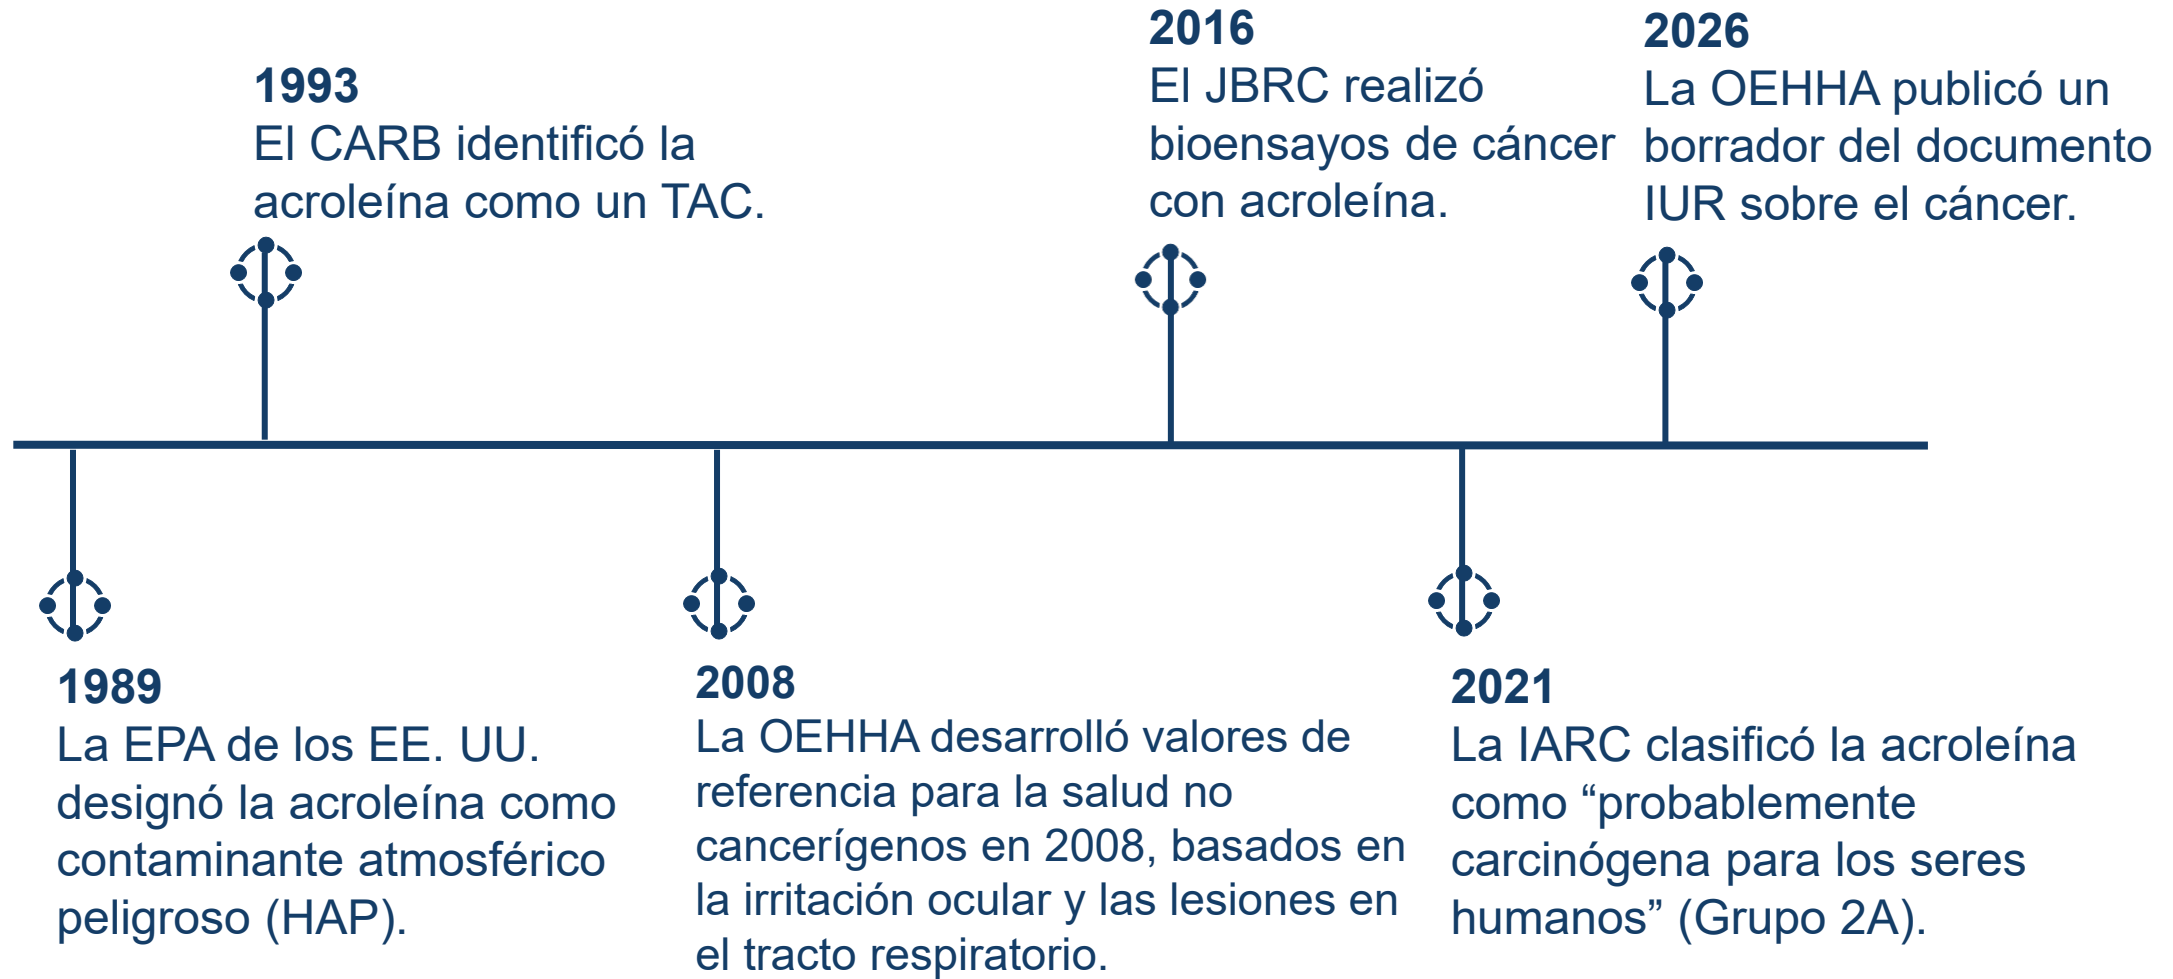 1993
El CARB identificó la
acroleína como un TAC.
2016
El JBRC realizó
bioensayos de cáncer
con acroleína.
2026
La OEHHA publicó un
borrador del documento
IUR sobre el cáncer.
1989
La EPA de los EE. UU.
designó la acroleína como
contaminante atmosférico
peligroso (HAP).
2008
La OEHHA desarrolló valores de
referencia para la salud no
cancerígenos en 2008, basados en
la irritación ocular y las lesiones en
el tracto respiratorio.
2021
La IARC clasificó la acroleína
como “probablemente
carcinógena para los seres
humanos” (Grupo 2A).